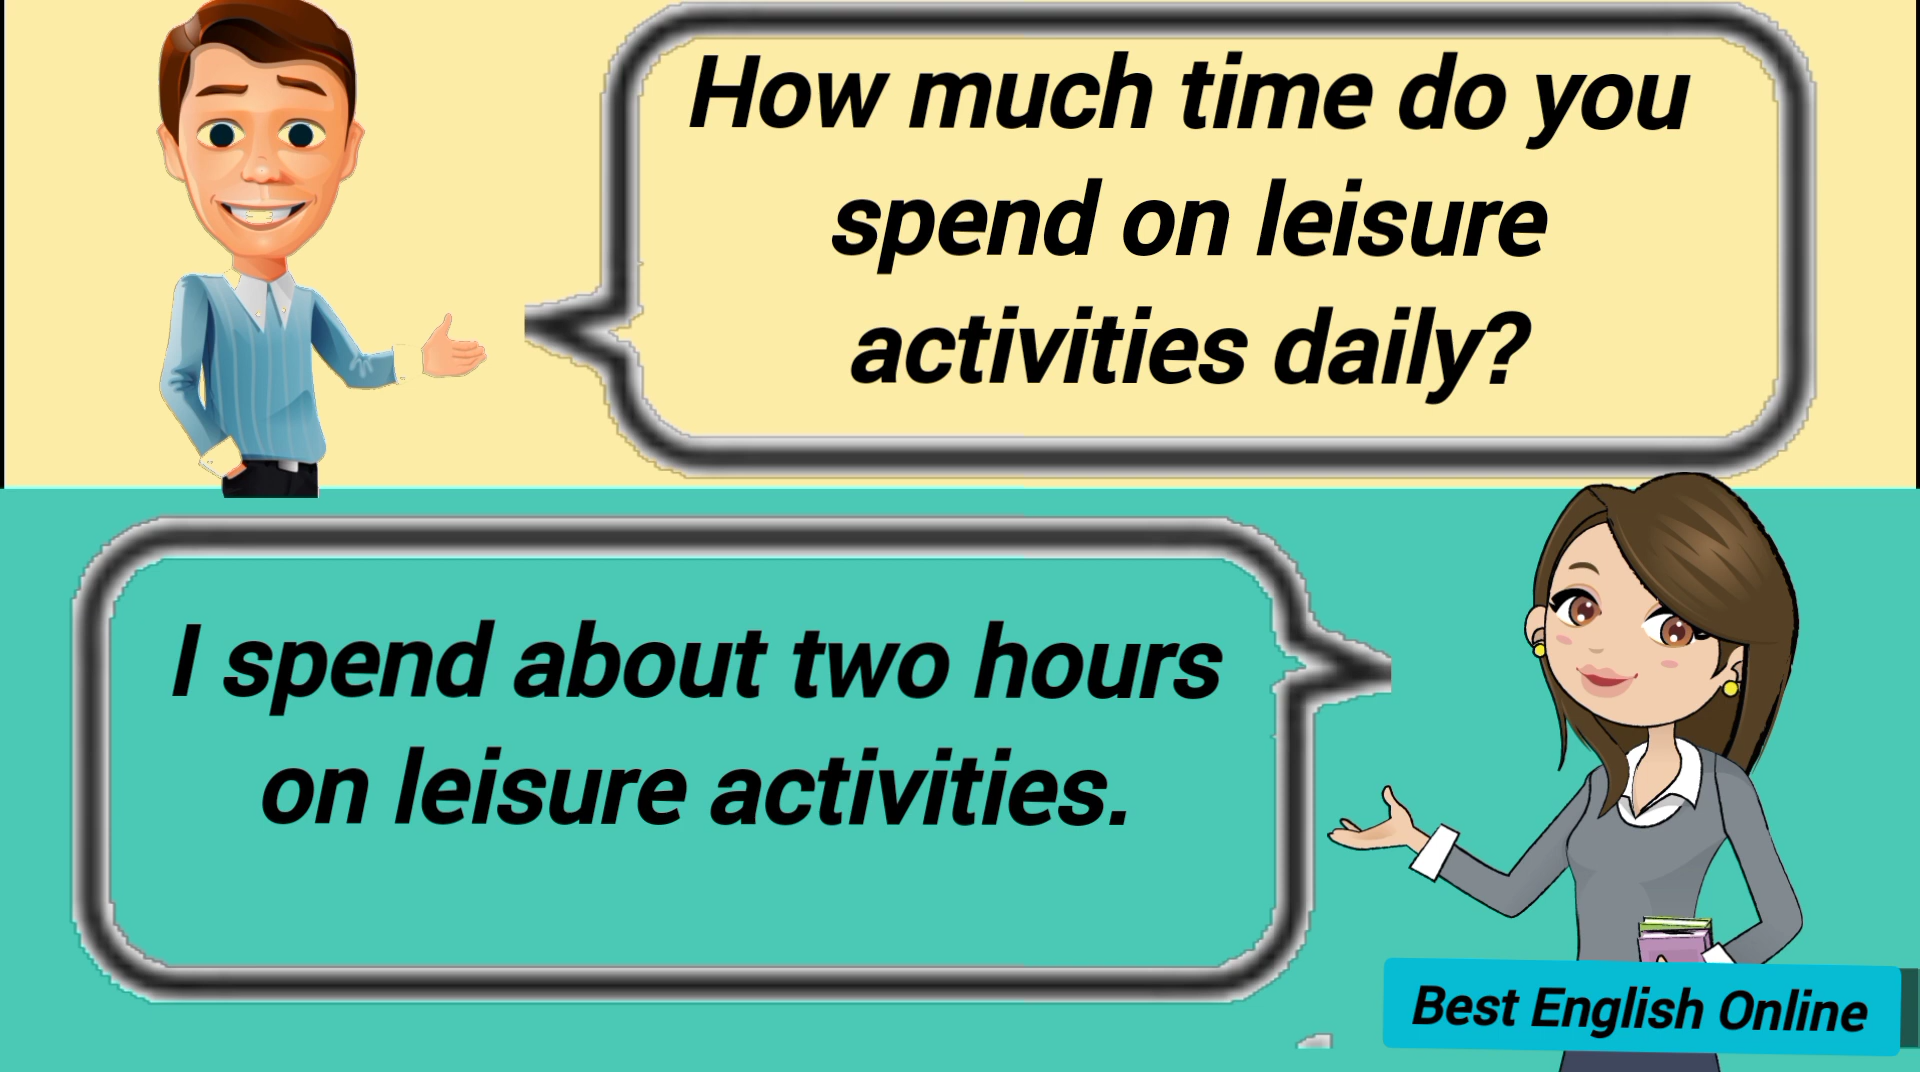 How much time do you
spend on leisure
activities daily?
I spend about two hours
on leisure activities.
Best English Online